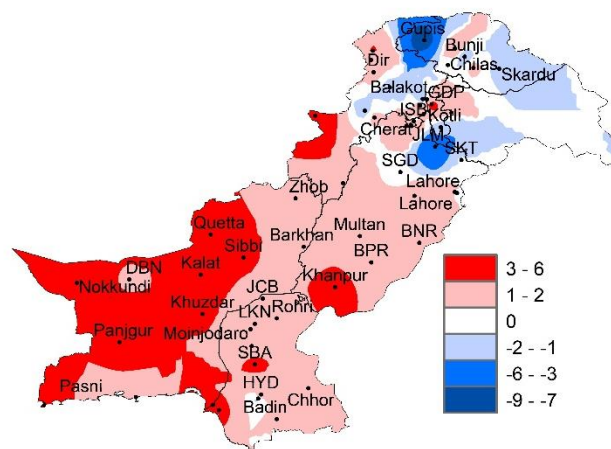 Gupis
Bunji
Dir
Chilas
Skardu
Balakot
GDP
ISB
Kotli
Cherat
JLM
SKT
SGD
Lahore
Lahore
Zhob
Quetta
Multan
BNR
Sibbi
Barkhan
BPR
DBN
Kalat
Khanpur
Nokkundi
JCB
Khuzdar
LKN
Rohri
Panjgur
Moinjodaro
SBA
Pasni
HYD
Chhor
Badin
3 - 6
1 - 2
0
-2 - -1
-6 - -3
-9 - -7